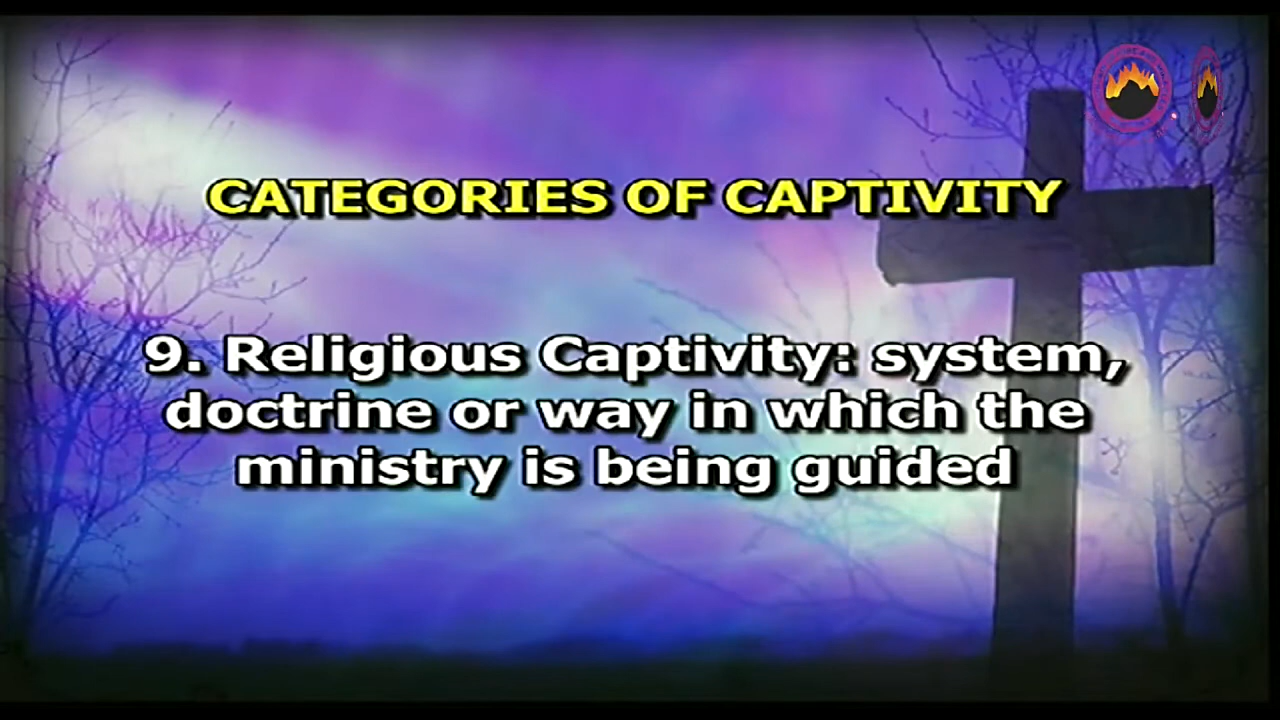 CATEGORIES OF CAPTIVITY
9. Religious Captivity: system,
doctrine or way in which the
ministry is being guided